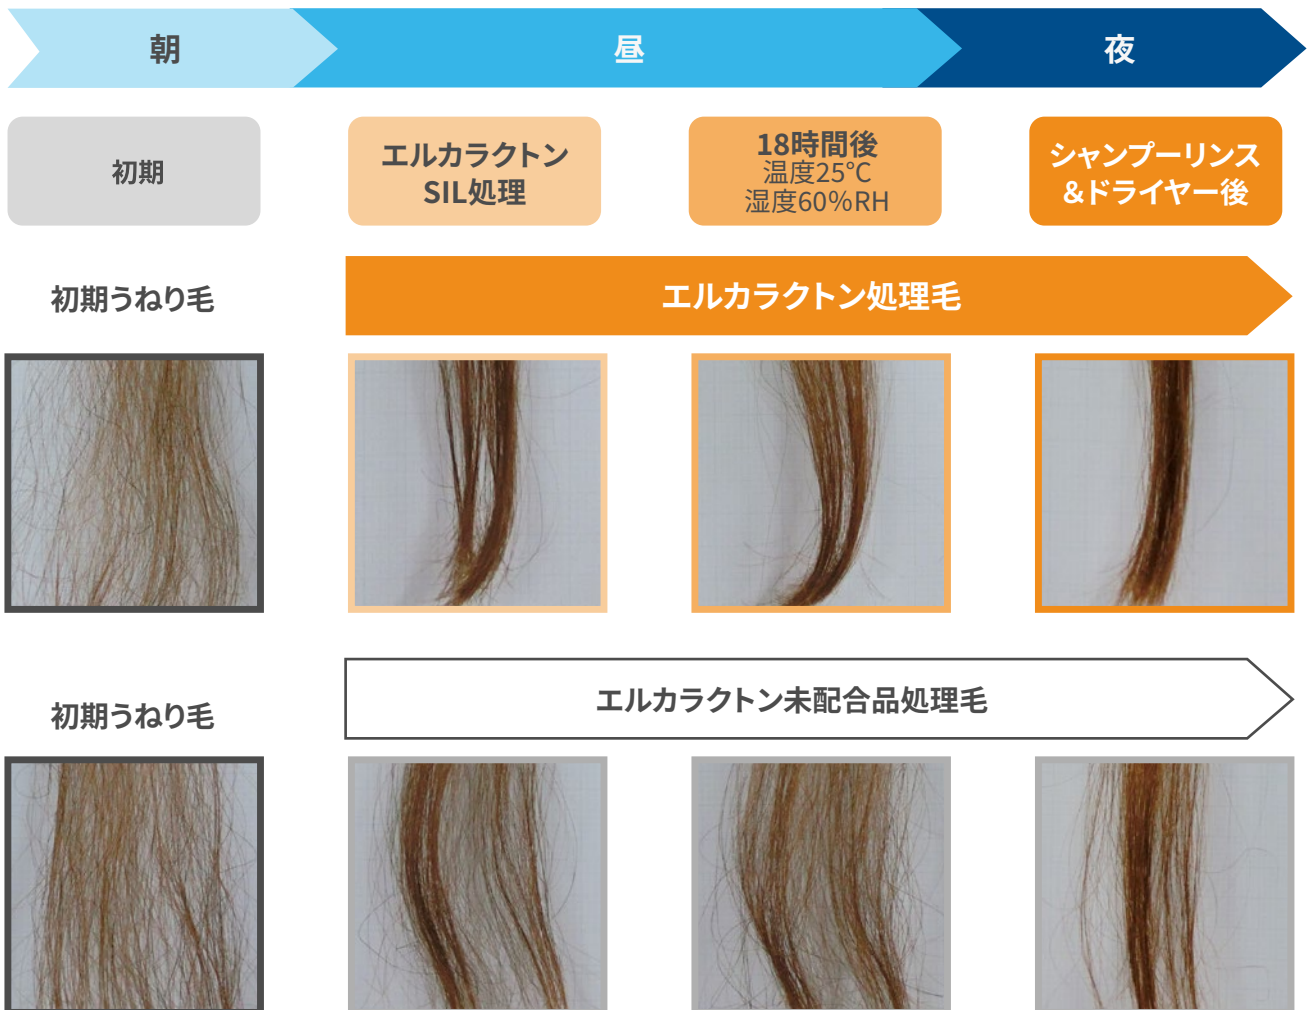 朝
昼
夜
初期
エルカラクトン
SIL処理
18時間後
温度25℃
湿度60%RH
シャンプーリンス
&ドライヤー後
初期うねり毛
エルカラクトン処理毛
初期うねり毛
エルカラクトン未配合品処理毛